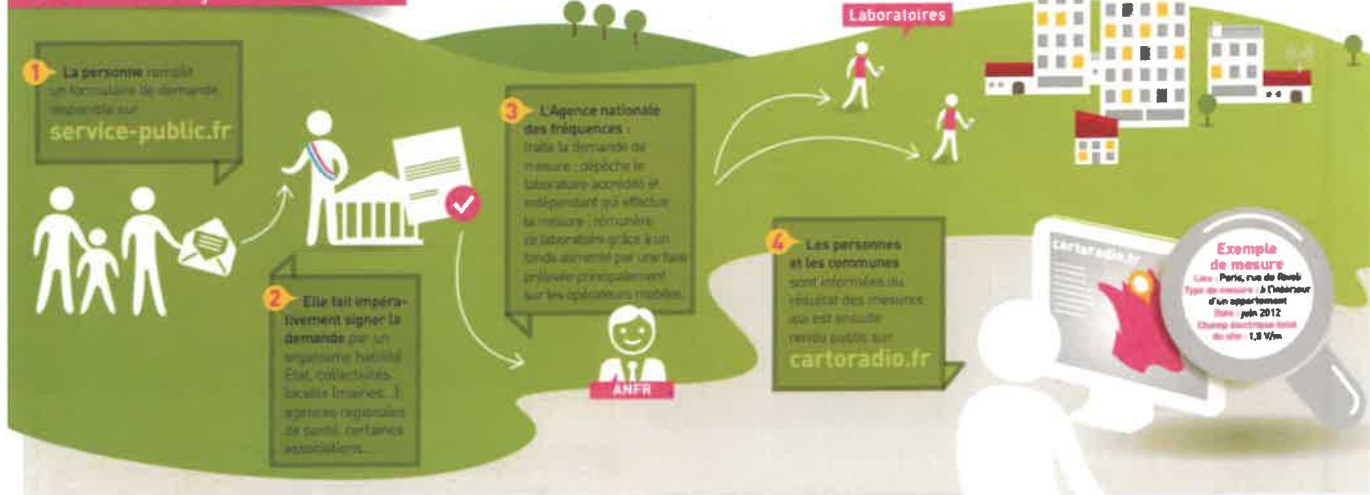 1 La personne remplit
un formulaire de demande
disponible sur
service-public.fr
2 Elle fait impéra-
tivement signer la
demande par un
organisme habilité
État, collectivités
locales (mairies...),
agences régionales
de santé, certaines
associations...
3 L'Agence nationale
des fréquences :
traite la demande de
mesure ; dépêche le
laboratoire accrédité et
indépendant qui effectue
la mesure ; rémunère
ce laboratoire grâce à un
fonds alimenté par une taxe
prélevée principalement
sur les opérateurs mobiles.
ANFR
Laboratoires
4 Les personnes
et les communes
sont informées du
résultat des mesures
qui est ensuite
rendu public sur
cartoradio.fr
cartoradio.fr
Exemple
de mesure
Lieu : Paris, rue de Rivoli
Type de mesure : à l'intérieur
d'un appartement
Date : juin 2012
Champ électrique total
du site : 1,8 V/m